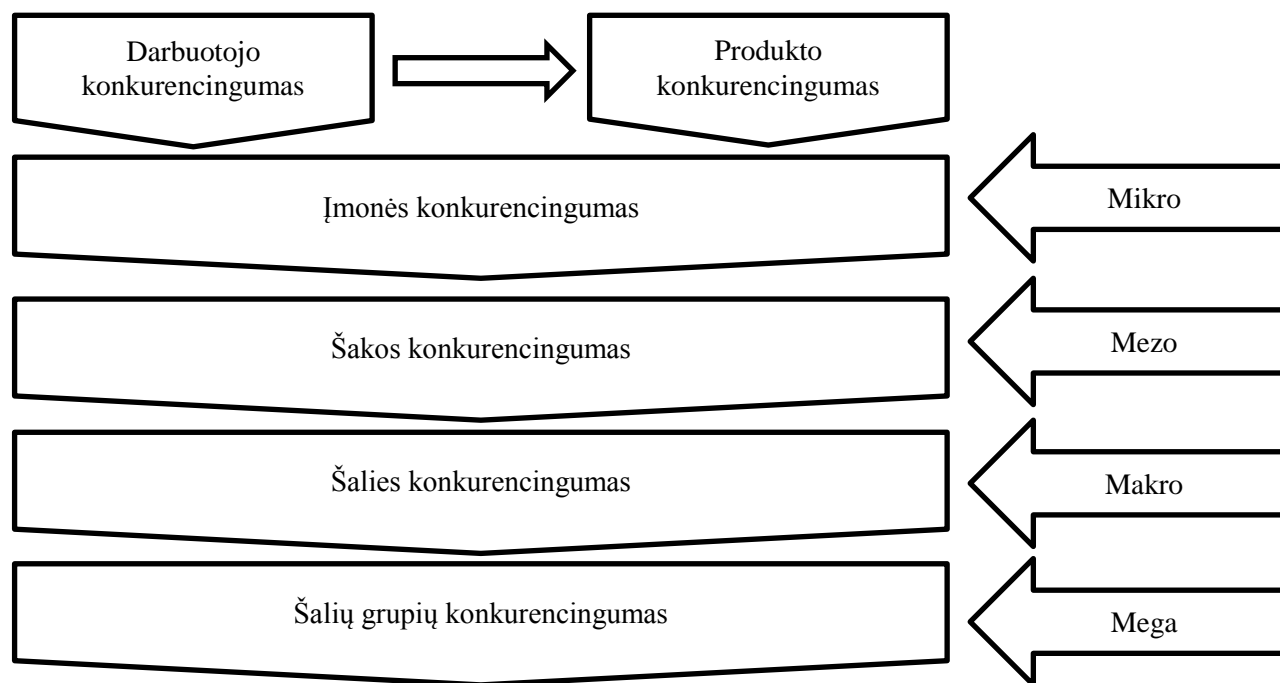 Darbuotojo
konkurencingumas
Produkto
konkurencingumas
Įmonės konkurencingumas
Mikro
Šakos konkurencingumas
Mezo
Šalies konkurencingumas
Makro
Šalių grupių konkurencingumas
Mega